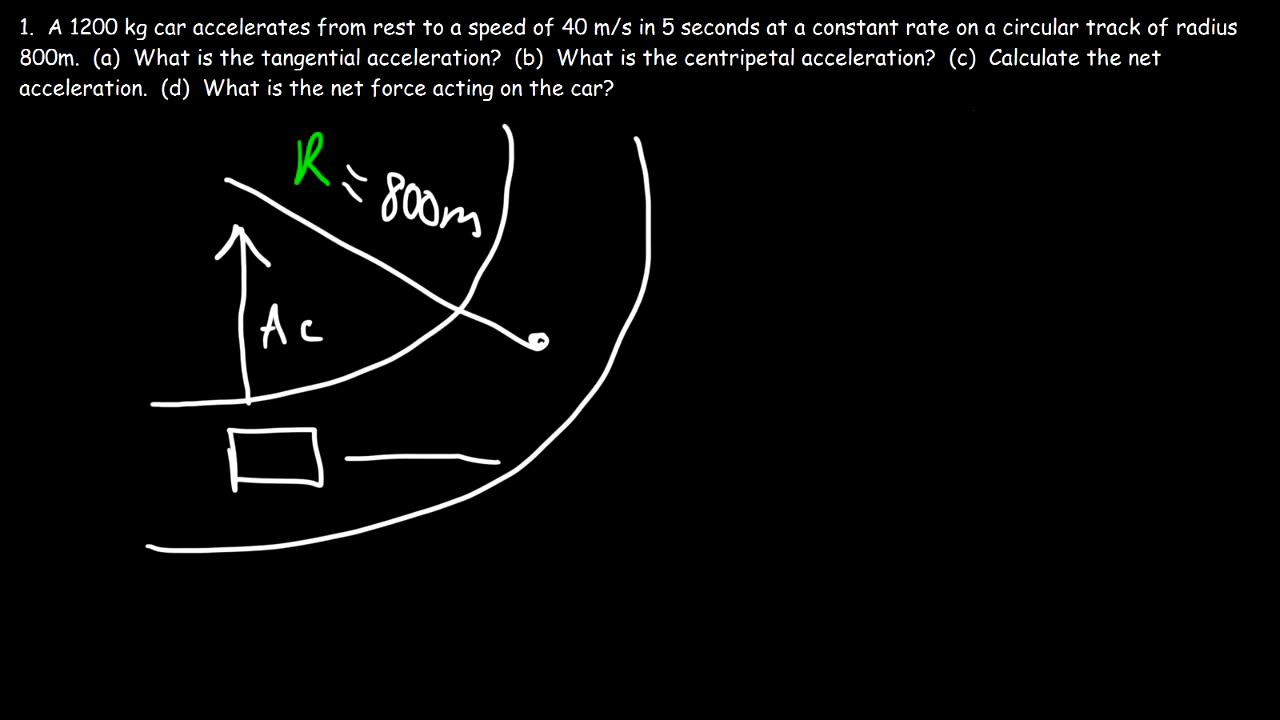 1. A 1200 kg car accelerates from rest to a speed of 40 m/s in 5 seconds at a constant rate on a circular track of radius
800m. (a) What is the tangential acceleration? (b) What is the centripetal acceleration? (c) Calculate the net
acceleration. (d) What is the net force acting on the car?
R = 800m
Ac